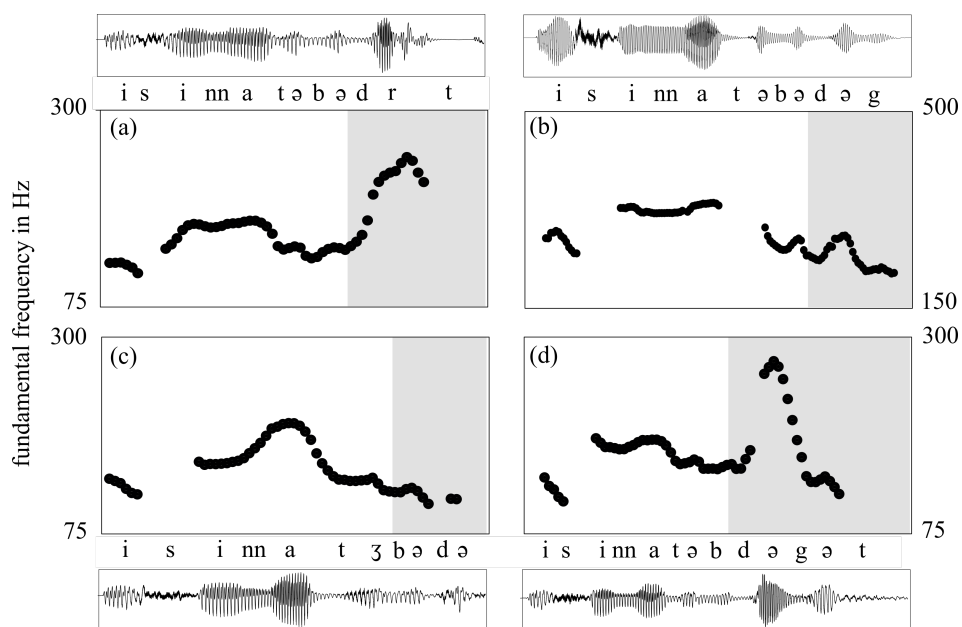 i s i nn a t ə b ə d r t
i s i nn a t ə b ə d ə g
300
(a)
(b)
500
fundamental frequency in Hz
75
150
300
(c)
(d)
300
75
75
i s i nn a t ʒ b ə d ə
i s i nn a t ə b d ə g ə t